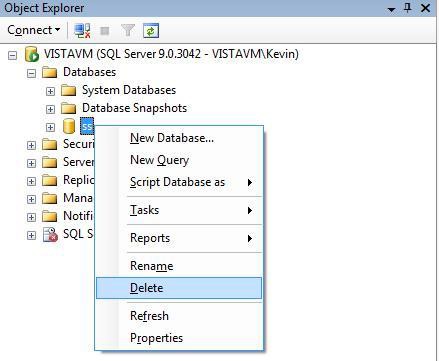 Object Explorer
Connect
VISTAVM (SQL Server 9.0.3042 - VISTAVM\Kevin)
Databases
System Databases
Database Snapshots
ss
New Database...
New Query
Script Database as
Tasks
Reports
Rename
Delete
Refresh
Properties
Securi
Server
Replic
Mana
Notifi
SQL S